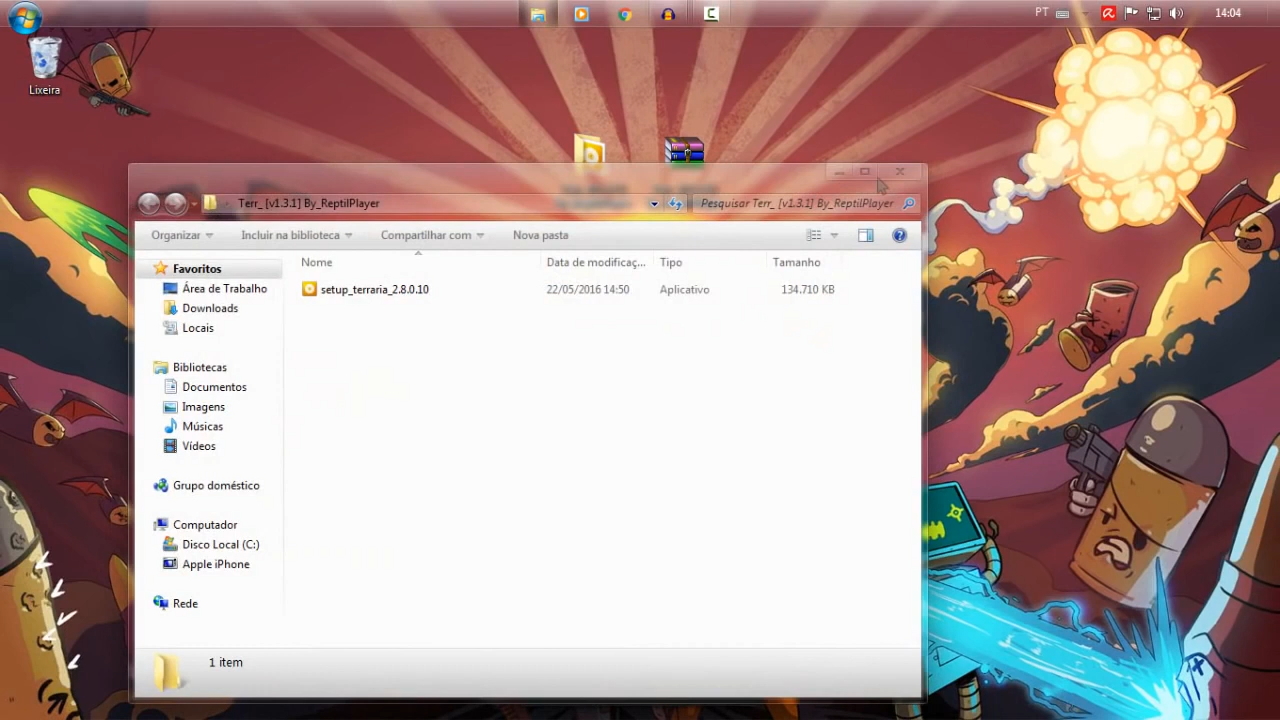 PT
14:04
Lixeira
Terr_ [v1.3.1] By_ReptilPlayer
Pesquisar Terr_ [v1.3.1] By_ReptilPlayer
Organizar
Incluir na biblioteca
Compartilhar com
Nova pasta
Nome
Data de modificaç...
Tipo
Tamanho
setup_terraria_2.8.0.10
22/05/2016 14:50
Aplicativo
134.710 KB
Favoritos
Área de Trabalho
Downloads
Locais
Bibliotecas
Documentos
Imagens
Músicas
Vídeos
Grupo doméstico
Computador
Disco Local (C:)
Apple iPhone
Rede
1 item